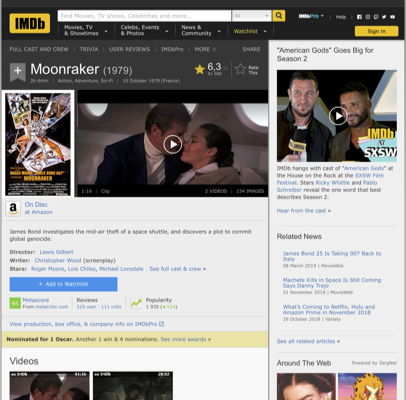 IMDb
Find Movies, TV shows, Celebrities and more...
All
IMDbPro
Help
Movies, TV & Showtimes
Celebs, Events & Photos
News & Community
Watchlist
Sign in
FULL CAST AND CREW | TRIVIA | USER REVIEWS | IMDbPro | MORE
SHARE
Moonraker (1979)
2h 6min | Action, Adventure, Sci-Fi | 10 October 1979 (France)
6,3
Rate This
MOONRAKER
1:16 | Clip
2 VIDEOS | 154 IMAGES
On Disc
at Amazon
James Bond investigates the mid-air theft of a space shuttle, and discovers a plot to commit
global genocide.
Director: Lewis Gilbert
Writer: Christopher Wood (screenplay)
Stars: Roger Moore, Lois Chiles, Michael Lonsdale | See full cast & crew »
+ Add to Watchlist
Metascore
From metacritic.com
Reviews
111 critic
Popularity
View production, box office, & company info on IMDbPro
Nominated for 1 Oscar. Another 1 win & 4 nominations. See more awards »
Videos
01:16
"American Gods" Goes Big for
Season 2
IMDb
SXSW
IMDb hangs with cast of "American Gods" at
the House on the Rock at the SXSW Film
Festival. Stars Ricky Whittle and Pablo
Schreiber reveal the one word that best
describes Season 2.
Hear from the cast »
Related News
James Bond 25 Is Taking 007 Back to
Italy
08 March 2019 | MovieWeb
Machete Kills in Space Is Still Coming
Says Danny Trejo
21 November 2018 | MovieWeb
What's Coming to Netflix, Hulu and
Amazon Prime in November 2018
29 October 2018 | Variety
See all related articles »
Around The Web
Powered by ZergNet